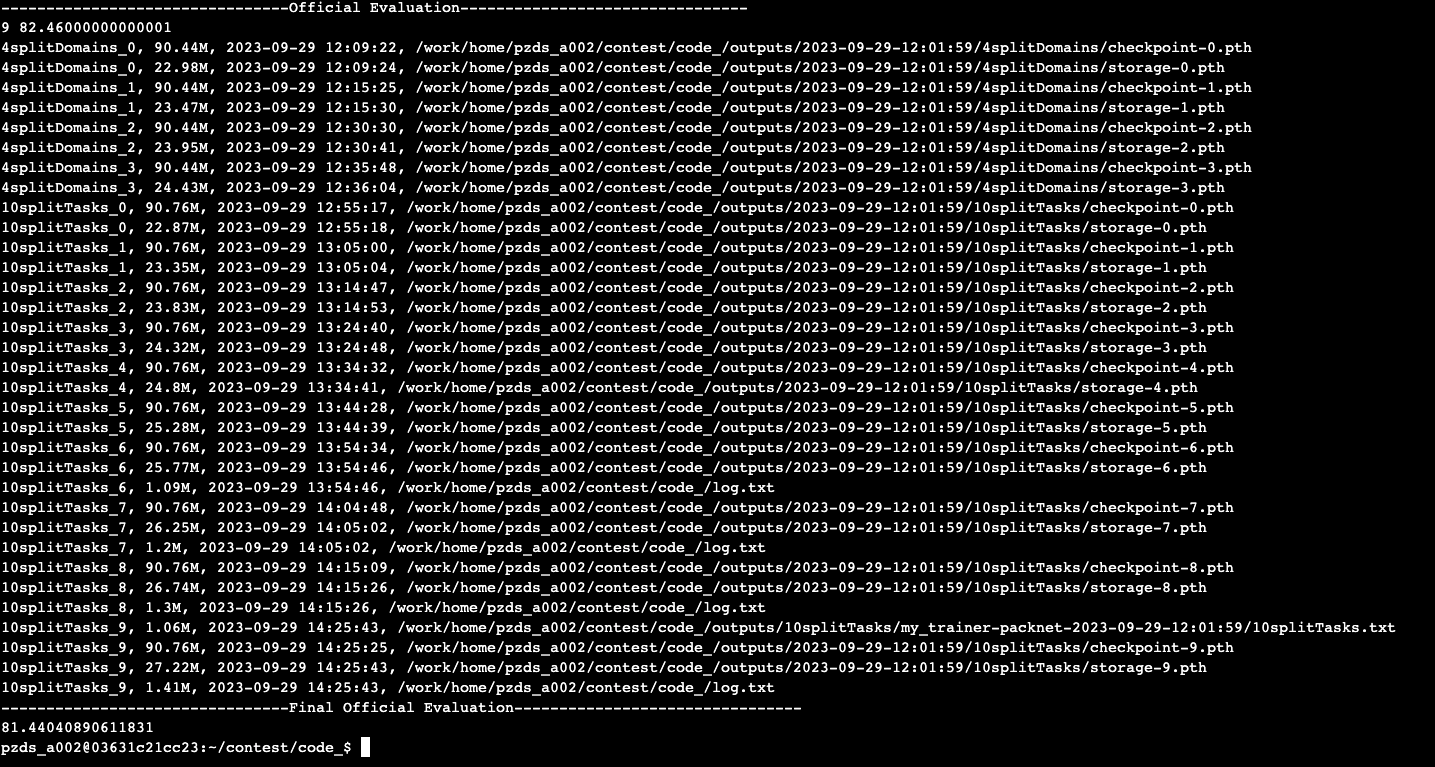 --------------------------------Official Evaluation--------------------------------
9 82.46000000000001
4splitDomains_0, 90.44M, 2023-09-29 12:09:22, /work/home/pzds_a002/contest/code_/outputs/2023-09-29-12:01:59/4splitDomains/checkpoint-0.pth
4splitDomains_0, 22.98M, 2023-09-29 12:09:24, /work/home/pzds_a002/contest/code_/outputs/2023-09-29-12:01:59/4splitDomains/storage-0.pth
4splitDomains_1, 90.44M, 2023-09-29 12:15:25, /work/home/pzds_a002/contest/code_/outputs/2023-09-29-12:01:59/4splitDomains/checkpoint-1.pth
4splitDomains_1, 23.47M, 2023-09-29 12:15:30, /work/home/pzds_a002/contest/code_/outputs/2023-09-29-12:01:59/4splitDomains/storage-1.pth
4splitDomains_2, 90.44M, 2023-09-29 12:30:30, /work/home/pzds_a002/contest/code_/outputs/2023-09-29-12:01:59/4splitDomains/checkpoint-2.pth
4splitDomains_2, 23.95M, 2023-09-29 12:30:41, /work/home/pzds_a002/contest/code_/outputs/2023-09-29-12:01:59/4splitDomains/storage-2.pth
4splitDomains_3, 90.44M, 2023-09-29 12:35:48, /work/home/pzds_a002/contest/code_/outputs/2023-09-29-12:01:59/4splitDomains/checkpoint-3.pth
4splitDomains_3, 24.43M, 2023-09-29 12:36:04, /work/home/pzds_a002/contest/code_/outputs/2023-09-29-12:01:59/4splitDomains/storage-3.pth
10splitTasks_0, 90.76M, 2023-09-29 12:55:17, /work/home/pzds_a002/contest/code_/outputs/2023-09-29-12:01:59/10splitTasks/checkpoint-0.pth
10splitTasks_0, 22.87M, 2023-09-29 12:55:18, /work/home/pzds_a002/contest/code_/outputs/2023-09-29-12:01:59/10splitTasks/storage-0.pth
10splitTasks_1, 90.76M, 2023-09-29 13:05:00, /work/home/pzds_a002/contest/code_/outputs/2023-09-29-12:01:59/10splitTasks/checkpoint-1.pth
10splitTasks_1, 23.35M, 2023-09-29 13:05:04, /work/home/pzds_a002/contest/code_/outputs/2023-09-29-12:01:59/10splitTasks/storage-1.pth
10splitTasks_2, 90.76M, 2023-09-29 13:14:47, /work/home/pzds_a002/contest/code_/outputs/2023-09-29-12:01:59/10splitTasks/checkpoint-2.pth
10splitTasks_2, 23.83M, 2023-09-29 13:14:53, /work/home/pzds_a002/contest/code_/outputs/2023-09-29-12:01:59/10splitTasks/storage-2.pth
10splitTasks_3, 90.76M, 2023-09-29 13:24:40, /work/home/pzds_a002/contest/code_/outputs/2023-09-29-12:01:59/10splitTasks/checkpoint-3.pth
10splitTasks_3, 24.32M, 2023-09-29 13:24:48, /work/home/pzds_a002/contest/code_/outputs/2023-09-29-12:01:59/10splitTasks/storage-3.pth
10splitTasks_4, 90.76M, 2023-09-29 13:34:32, /work/home/pzds_a002/contest/code_/outputs/2023-09-29-12:01:59/10splitTasks/checkpoint-4.pth
10splitTasks_4, 24.8M, 2023-09-29 13:34:41, /work/home/pzds_a002/contest/code_/outputs/2023-09-29-12:01:59/10splitTasks/storage-4.pth
10splitTasks_5, 90.76M, 2023-09-29 13:44:28, /work/home/pzds_a002/contest/code_/outputs/2023-09-29-12:01:59/10splitTasks/checkpoint-5.pth
10splitTasks_5, 25.28M, 2023-09-29 13:44:39, /work/home/pzds_a002/contest/code_/outputs/2023-09-29-12:01:59/10splitTasks/storage-5.pth
10splitTasks_6, 90.76M, 2023-09-29 13:54:34, /work/home/pzds_a002/contest/code_/outputs/2023-09-29-12:01:59/10splitTasks/checkpoint-6.pth
10splitTasks_6, 25.77M, 2023-09-29 13:54:46, /work/home/pzds_a002/contest/code_/outputs/2023-09-29-12:01:59/10splitTasks/storage-6.pth
10splitTasks_6, 1.09M, 2023-09-29 13:54:46, /work/home/pzds_a002/contest/code_/log.txt
10splitTasks_7, 90.76M, 2023-09-29 14:04:48, /work/home/pzds_a002/contest/code_/outputs/2023-09-29-12:01:59/10splitTasks/checkpoint-7.pth
10splitTasks_7, 26.25M, 2023-09-29 14:05:02, /work/home/pzds_a002/contest/code_/outputs/2023-09-29-12:01:59/10splitTasks/storage-7.pth
10splitTasks_7, 1.2M, 2023-09-29 14:05:02, /work/home/pzds_a002/contest/code_/log.txt
10splitTasks_8, 90.76M, 2023-09-29 14:15:09, /work/home/pzds_a002/contest/code_/outputs/2023-09-29-12:01:59/10splitTasks/checkpoint-8.pth
10splitTasks_8, 26.74M, 2023-09-29 14:15:26, /work/home/pzds_a002/contest/code_/outputs/2023-09-29-12:01:59/10splitTasks/storage-8.pth
10splitTasks_8, 1.3M, 2023-09-29 14:15:26, /work/home/pzds_a002/contest/code_/log.txt
10splitTasks_9, 1.06M, 2023-09-29 14:25:43, /work/home/pzds_a002/contest/code_/outputs/10splitTasks/my_trainer-packnet-2023-09-29-12:01:59/10splitTasks.txt
10splitTasks_9, 90.76M, 2023-09-29 14:25:25, /work/home/pzds_a002/contest/code_/outputs/2023-09-29-12:01:59/10splitTasks/checkpoint-9.pth
10splitTasks_9, 27.22M, 2023-09-29 14:25:43, /work/home/pzds_a002/contest/code_/outputs/2023-09-29-12:01:59/10splitTasks/storage-9.pth
10splitTasks_9, 1.41M, 2023-09-29 14:25:43, /work/home/pzds_a002/contest/code_/log.txt
--------------------------------Final Official Evaluation--------------------------------
81.44040890611831
pzds_a002@03631c21cc23:~/contest/code_$